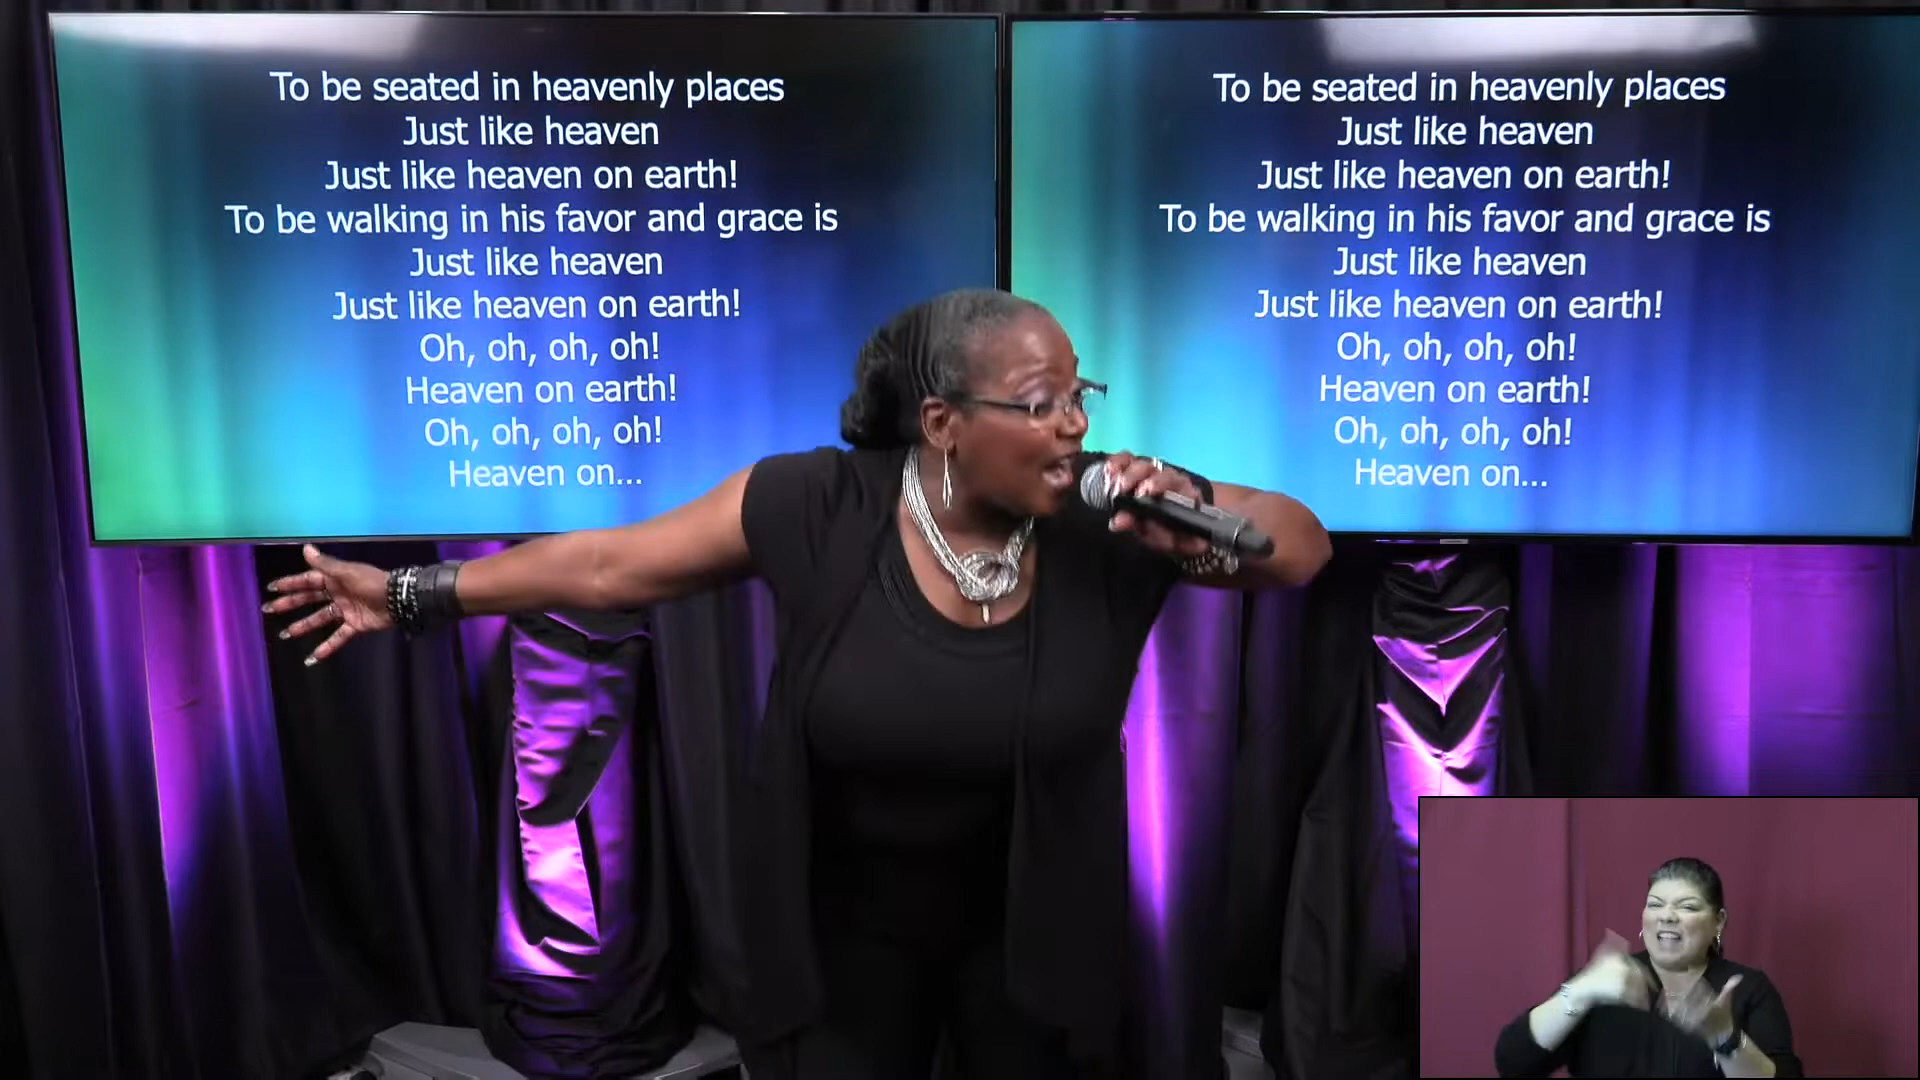 To be seated in heavenly places
Just like heaven
Just like heaven on earth!
To be walking in his favor and grace is
Just like heaven
Just like heaven on earth!
Oh, oh, oh, oh!
Heaven on earth!
Oh, oh, oh, oh!
Heaven on...
To be seated in heavenly places
Just like heaven
Just like heaven on earth!
To be walking in his favor and grace is
Just like heaven
Just like heaven on earth!
Oh, oh, oh, oh!
Heaven on earth!
Oh, oh, oh, oh!
Heaven on...